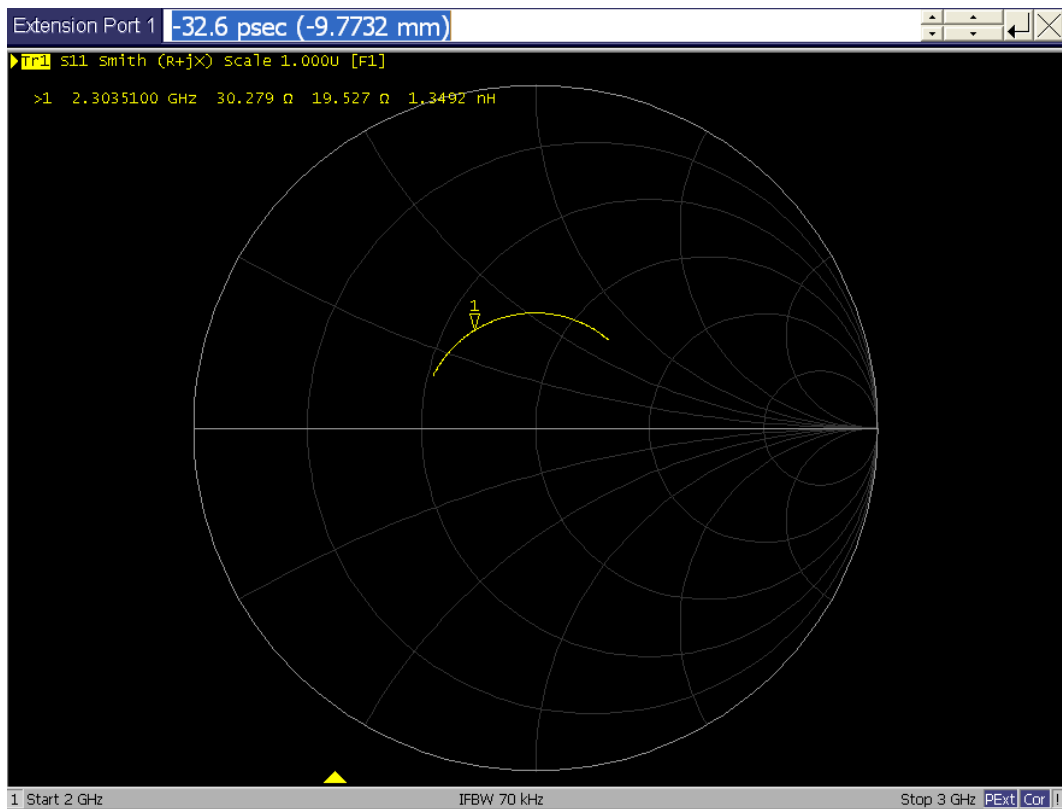 Extension Port 1 -32.6 psec (-9.7732 mm)
Tr1 S11 Smith (R+jX) Scale 1.000U [F1]
>1 2.3035100 GHz 30.279 Ω 19.527 Ω 1.3492 nH
1
1 Start 2 GHz IFBW 70 kHz Stop 3 GHz PExt Cor